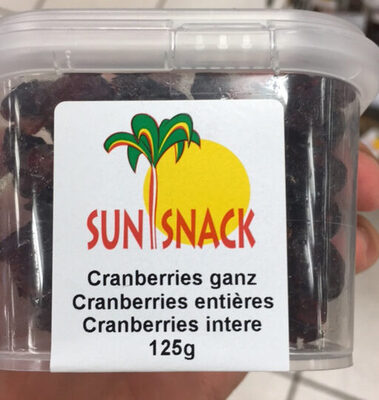 SUN SNACK
Cranberries ganz
Cranberries entières
Cranberries intere
125g